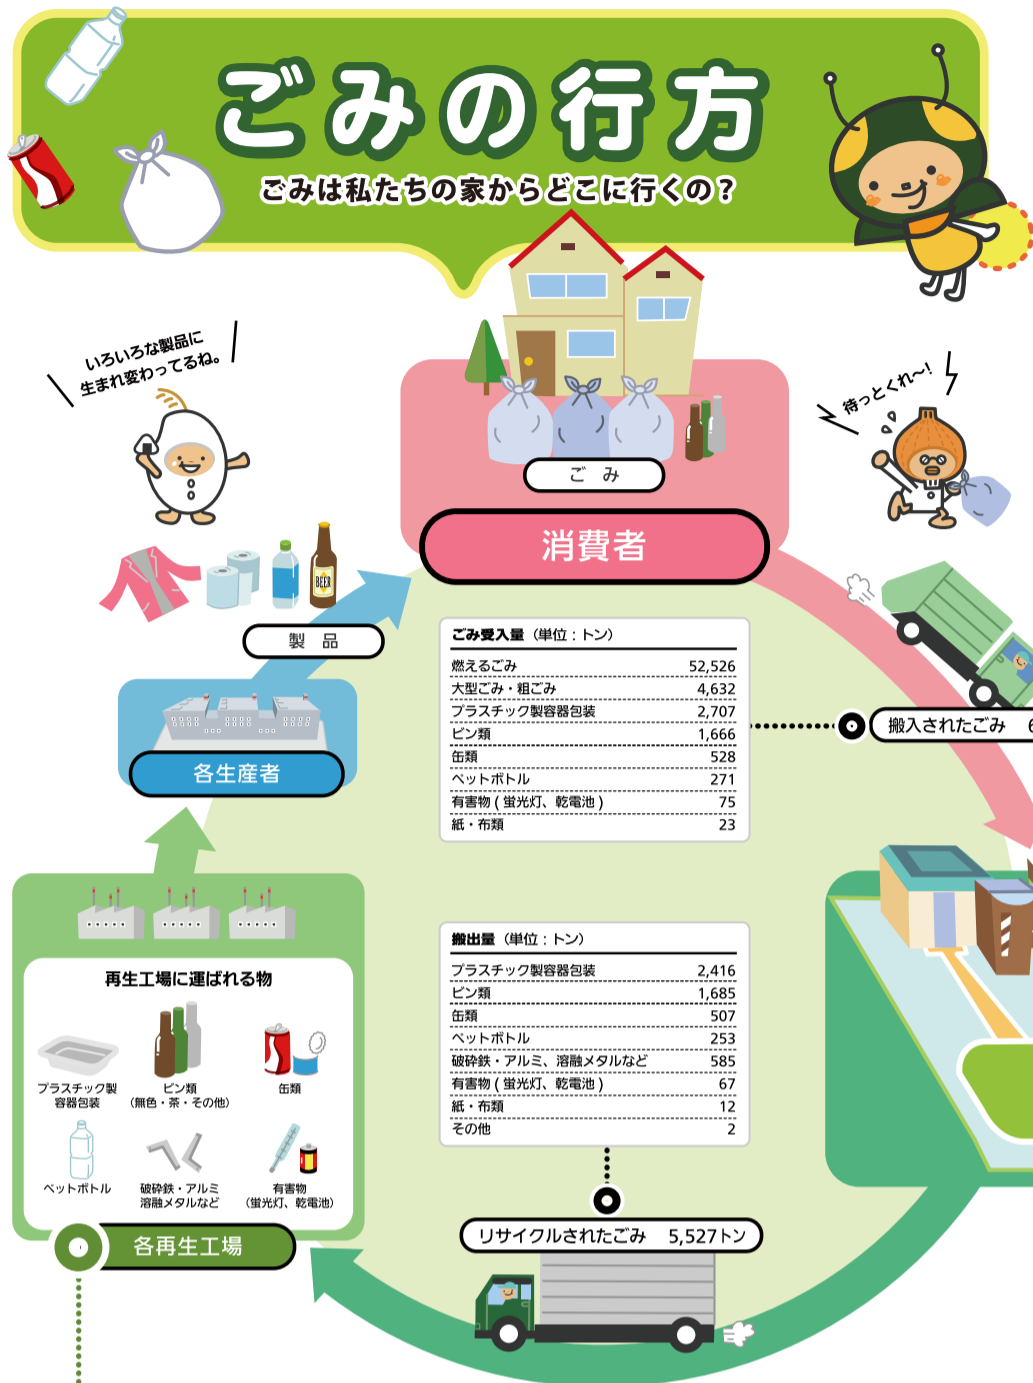 ごみの行方
ごみは私たちの家からどこに行くの？
いろいろな製品に
生まれ変わってるね。
待っとくれ〜！
ごみ
消費者
製品
各生産者
ごみ受入量（単位：トン）
燃えるごみ 52,526
大型ごみ・粗ごみ 4,632
プラスチック製容器包装 2,707
ビン類 1,666
缶類 528
ペットボトル 271
有害物(蛍光灯、乾電池) 75
紙・布類 23
搬入されたごみ 6
搬出量（単位：トン）
プラスチック製容器包装 2,416
ビン類 1,685
缶類 507
ペットボトル 253
破砕鉄・アルミ、溶融メタルなど 585
有害物(蛍光灯、乾電池) 67
紙・布類 12
その他 2
リサイクルされたごみ 5,527トン
再生工場に運ばれる物
プラスチック製
容器包装
ビン類
（無色・茶・その他）
缶類
ペットボトル
破砕鉄・アルミ
溶融メタルなど
有害物
（蛍光灯、乾電池）
各再生工場
BEER